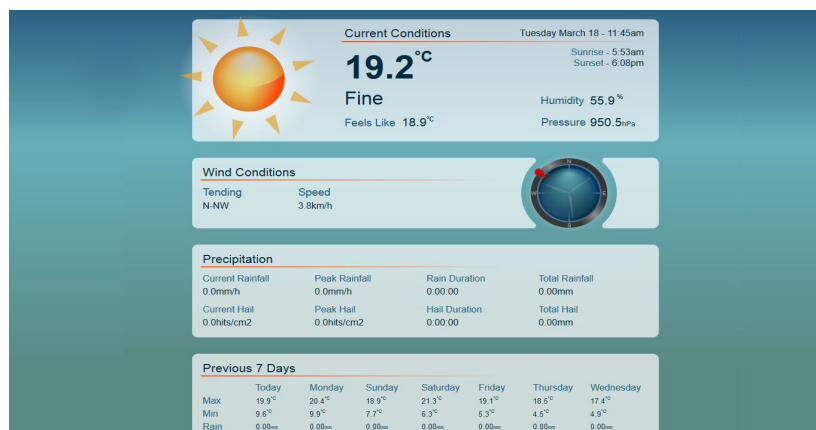 Current Conditions Tuesday March 18 - 11:45am
19.2°C Sunrise - 5:53am
Sunset - 6:08pm
Fine Humidity 55.9%
Feels Like 18.9°C Pressure 950.5hPa
Wind Conditions
Tending Speed
N-NW 3.8km/h
N
W E
S
Precipitation
Current Rainfall Peak Rainfall Rain Duration Total Rainfall
0.0mm/h 0.0mm/h 0:00:00 0.00mm
Current Hail Peak Hail Hail Duration Total Hail
0.0hits/cm2 0.0hits/cm2 0:00:00 0.00mm
Previous 7 Days
Today Monday Sunday Saturday Friday Thursday Wednesday
Max 19.9°C 20.4°C 18.9°C 21.3°C 19.1°C 18.5°C 17.4°C
Min 9.6°C 9.9°C 7.7°C 6.3°C 5.3°C 4.5°C 4.9°C
Rain 0.00mm 0.00mm 0.00mm 0.00mm 0.00mm 0.00mm 0.00mm